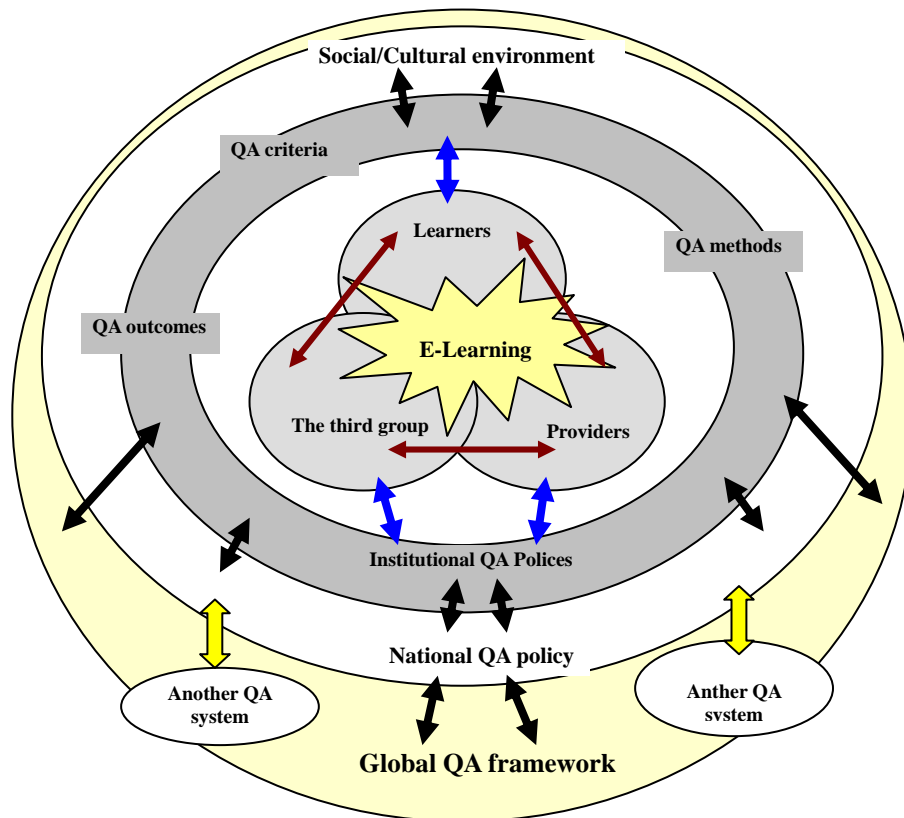 Social/Cultural environment
QA criteria
Learners
QA methods
QA outcomes
E-Learning
The third group
Providers
Institutional QA Polices
National QA policy
Another QA
system
Anther QA
system
Global QA framework